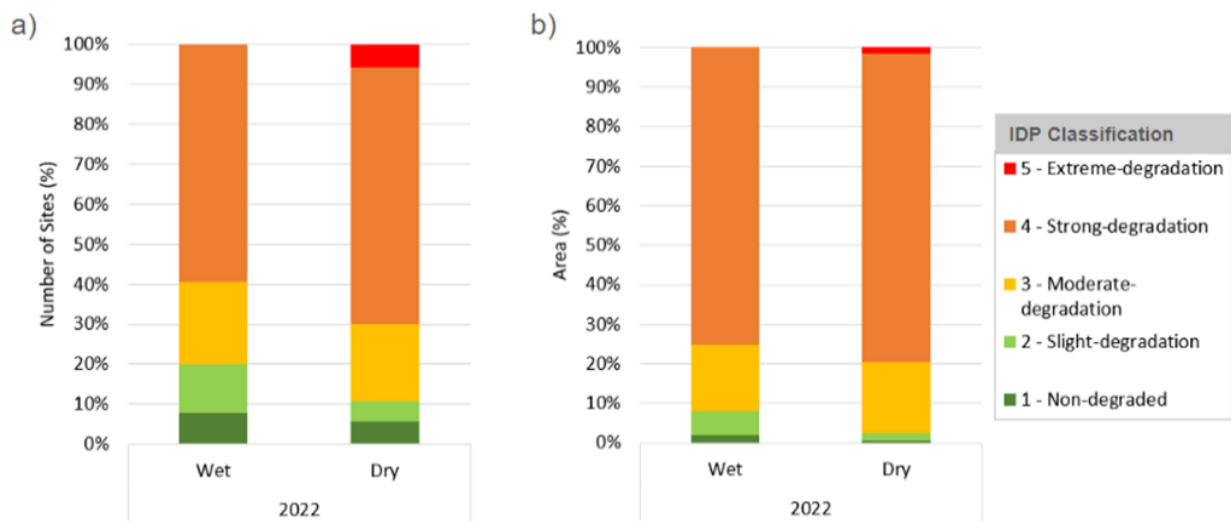 a)
Number of Sites (%)
100%
90%
80%
70%
60%
50%
40%
30%
20%
10%
0%
Wet
Dry
2022
b)
Area (%)
100%
90%
80%
70%
60%
50%
40%
30%
20%
10%
0%
Wet
Dry
2022
IDP Classification
5 - Extreme-degradation
4 - Strong-degradation
3 - Moderate-
degradation
2 - Slight-degradation
1 - Non-degraded